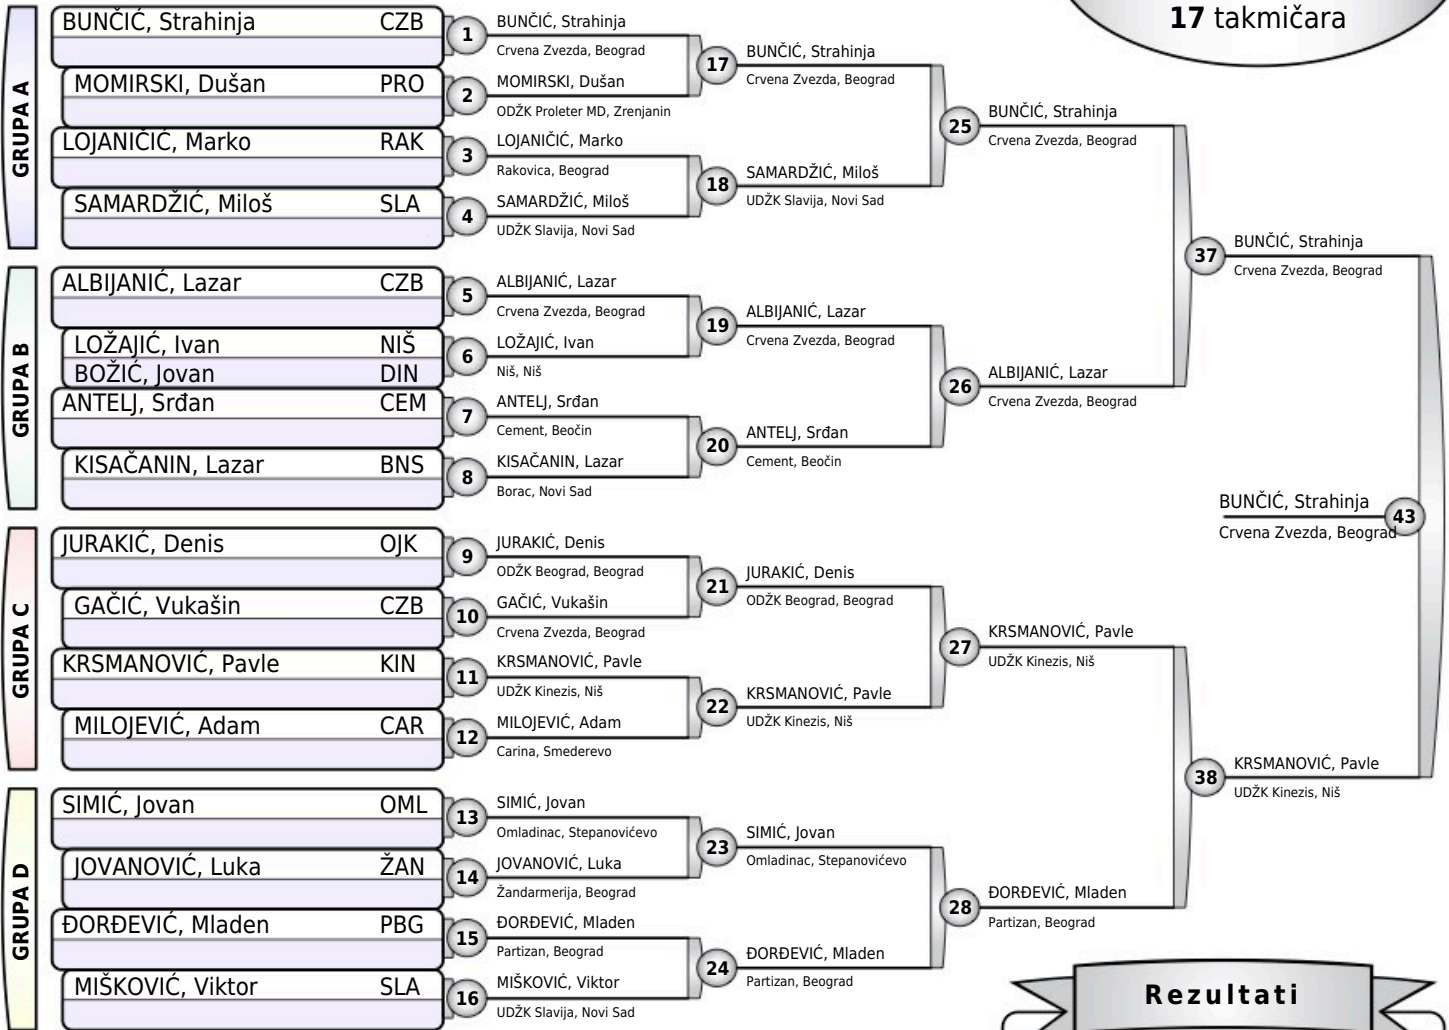 17 takmičara
GRUPA A
BUNČIĆ, Strahinja CZB
MOMIRSKI, Dušan PRO
LOJANIČIĆ, Marko RAK
SAMARDŽIĆ, Miloš SLA
GRUPA B
ALBIJANIĆ, Lazar CZB
LOŽAJIĆ, Ivan NIŠ
BOŽIĆ, Jovan DIN
ANTELJ, Srđan CEM
KISAČANIN, Lazar BNS
GRUPA C
JURAKIĆ, Denis OJK
GAČIĆ, Vukašin CZB
KRSMANOVIĆ, Pavle KIN
MILOJEVIĆ, Adam CAR
GRUPA D
SIMIĆ, Jovan OML
JOVANOVIĆ, Luka ŽAN
ĐORĐEVIĆ, Mladen PBG
MIŠKOVIĆ, Viktor SLA
1
BUNČIĆ, Strahinja
Crvena Zvezda, Beograd
2
MOMIRSKI, Dušan
ODŽK Proleter MD, Zrenjanin
3
LOJANIČIĆ, Marko
Rakovica, Beograd
4
SAMARDŽIĆ, Miloš
UDŽK Slavija, Novi Sad
5
ALBIJANIĆ, Lazar
Crvena Zvezda, Beograd
6
LOŽAJIĆ, Ivan
Niš, Niš
7
ANTELJ, Srđan
Cement, Beočin
8
KISAČANIN, Lazar
Borac, Novi Sad
9
JURAKIĆ, Denis
ODŽK Beograd, Beograd
10
GAČIĆ, Vukašin
Crvena Zvezda, Beograd
11
KRSMANOVIĆ, Pavle
UDŽK Kinezis, Niš
12
MILOJEVIĆ, Adam
Carina, Smederevo
13
SIMIĆ, Jovan
Omladinac, Stepanovićevo
14
JOVANOVIĆ, Luka
Žandarmerija, Beograd
15
ĐORĐEVIĆ, Mladen
Partizan, Beograd
16
MIŠKOVIĆ, Viktor
UDŽK Slavija, Novi Sad
17
BUNČIĆ, Strahinja
Crvena Zvezda, Beograd
18
SAMARDŽIĆ, Miloš
UDŽK Slavija, Novi Sad
19
ALBIJANIĆ, Lazar
Crvena Zvezda, Beograd
20
ANTELJ, Srđan
Cement, Beočin
21
JURAKIĆ, Denis
ODŽK Beograd, Beograd
22
KRSMANOVIĆ, Pavle
UDŽK Kinezis, Niš
23
SIMIĆ, Jovan
Omladinac, Stepanovićevo
24
ĐORĐEVIĆ, Mladen
Partizan, Beograd
25
BUNČIĆ, Strahinja
Crvena Zvezda, Beograd
26
ALBIJANIĆ, Lazar
Crvena Zvezda, Beograd
27
KRSMANOVIĆ, Pavle
UDŽK Kinezis, Niš
28
ĐORĐEVIĆ, Mladen
Partizan, Beograd
37
BUNČIĆ, Strahinja
Crvena Zvezda, Beograd
38
KRSMANOVIĆ, Pavle
UDŽK Kinezis, Niš
BUNČIĆ, Strahinja
43
Crvena Zvezda, Beograd
Rezultati